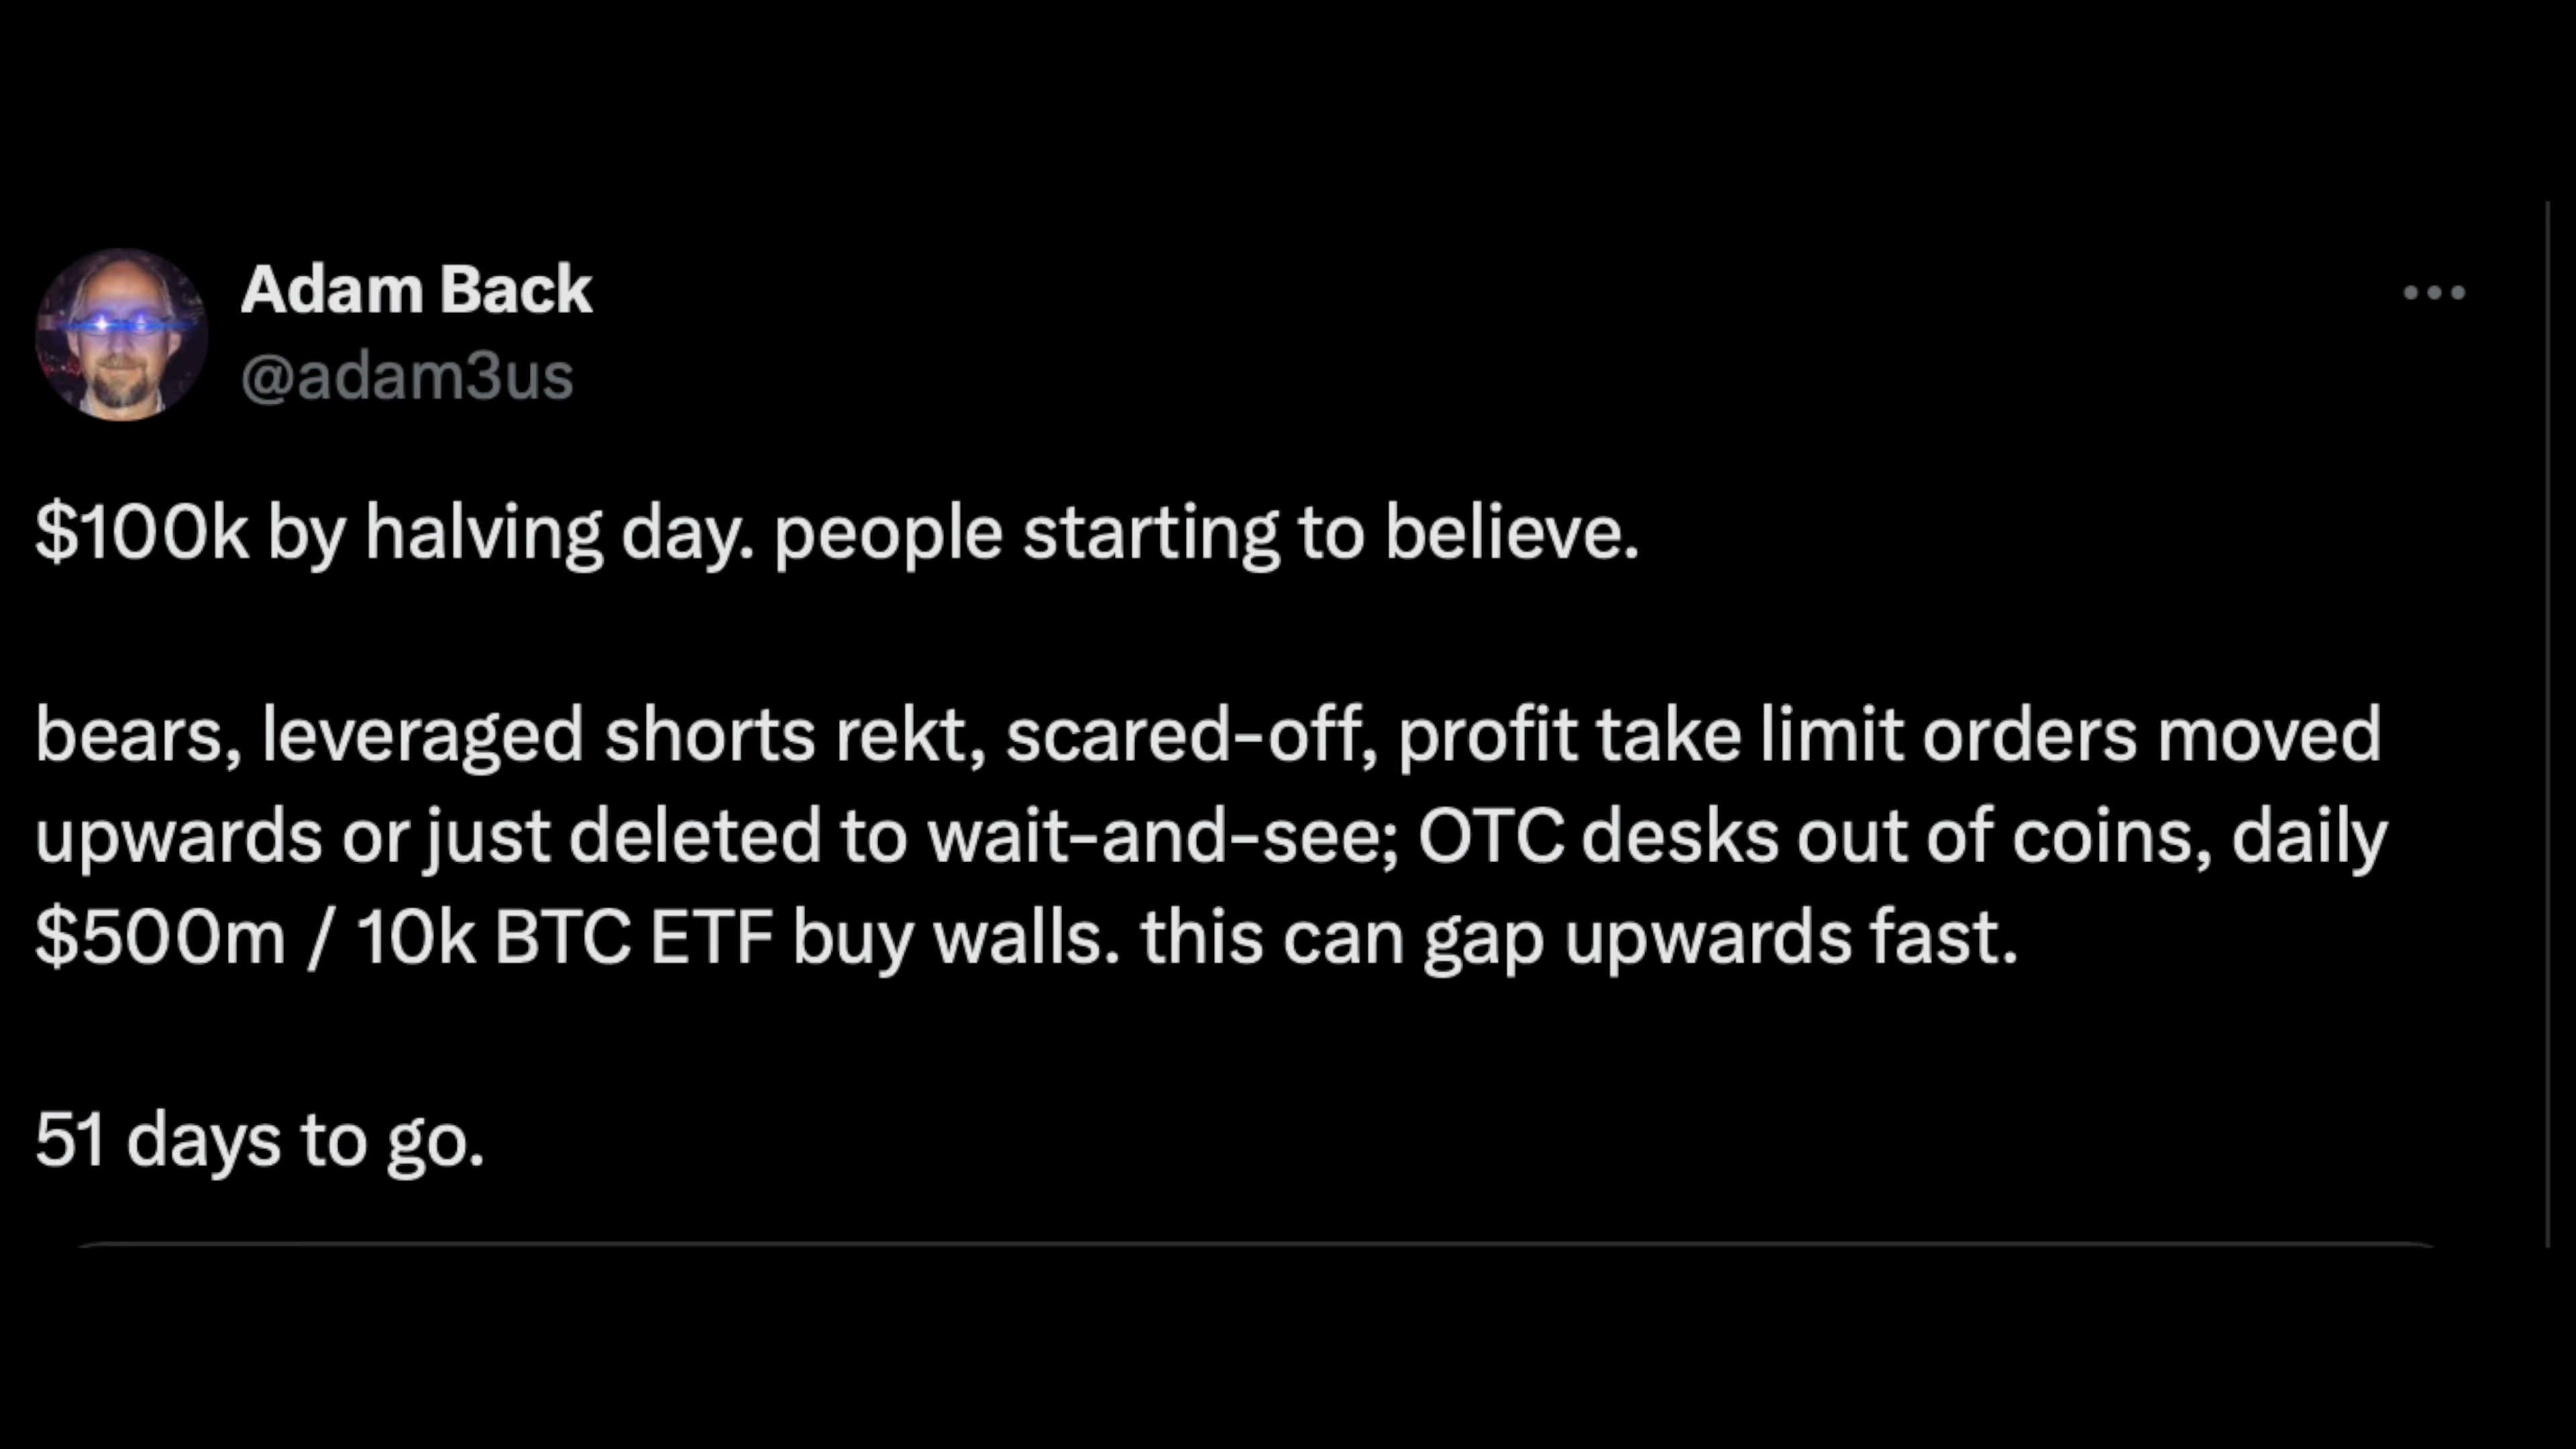 Adam Back
@adam3us
$100k by halving day. people starting to believe.
bears, leveraged shorts rekt, scared-off, profit take limit orders moved
upwards or just deleted to wait-and-see; OTC desks out of coins, daily
$500m / 10k BTC ETF buy walls. this can gap upwards fast.
51 days to go.